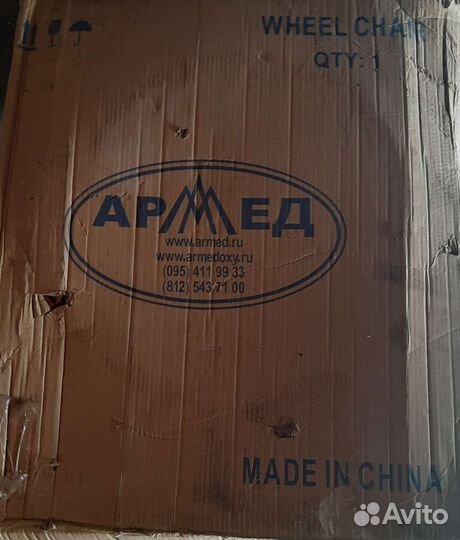 WHEEL CHAIR
QTY: 1
АРМЕД
www.armed.ru
www.armedoxy.ru
(095) 411 99 33
(812) 543 71 00
MADE IN CHINA
Avito